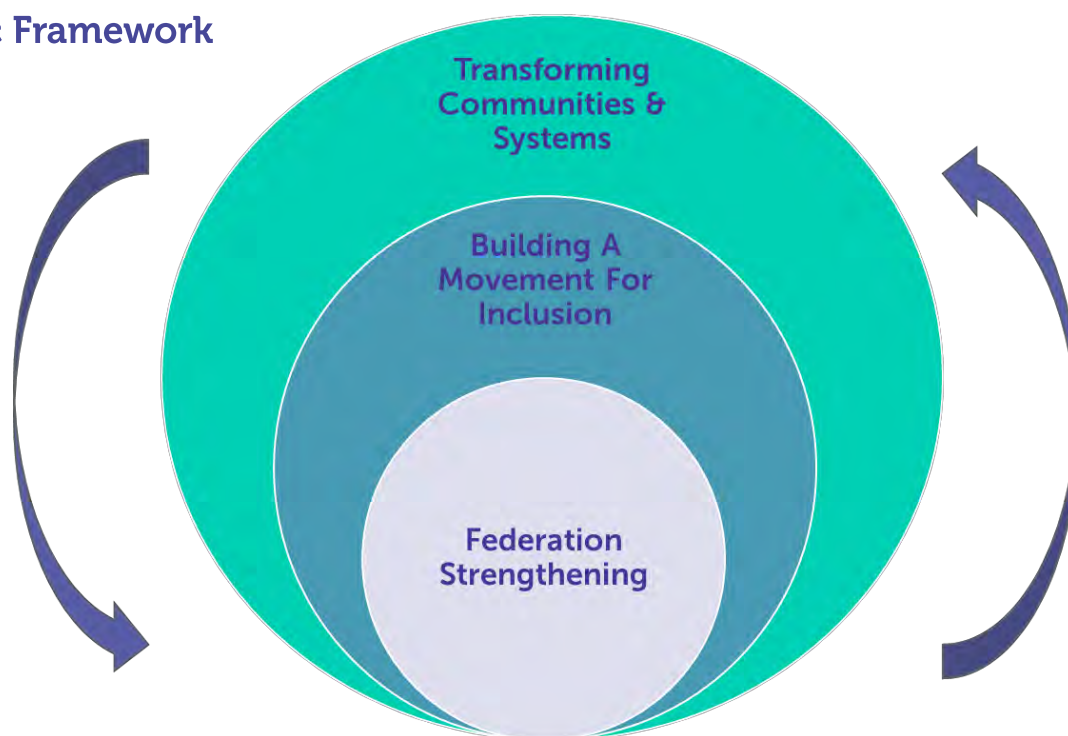 Framework
Transforming
Communities &
Systems
Building A
Movement For
Inclusion
Federation
Strengthening